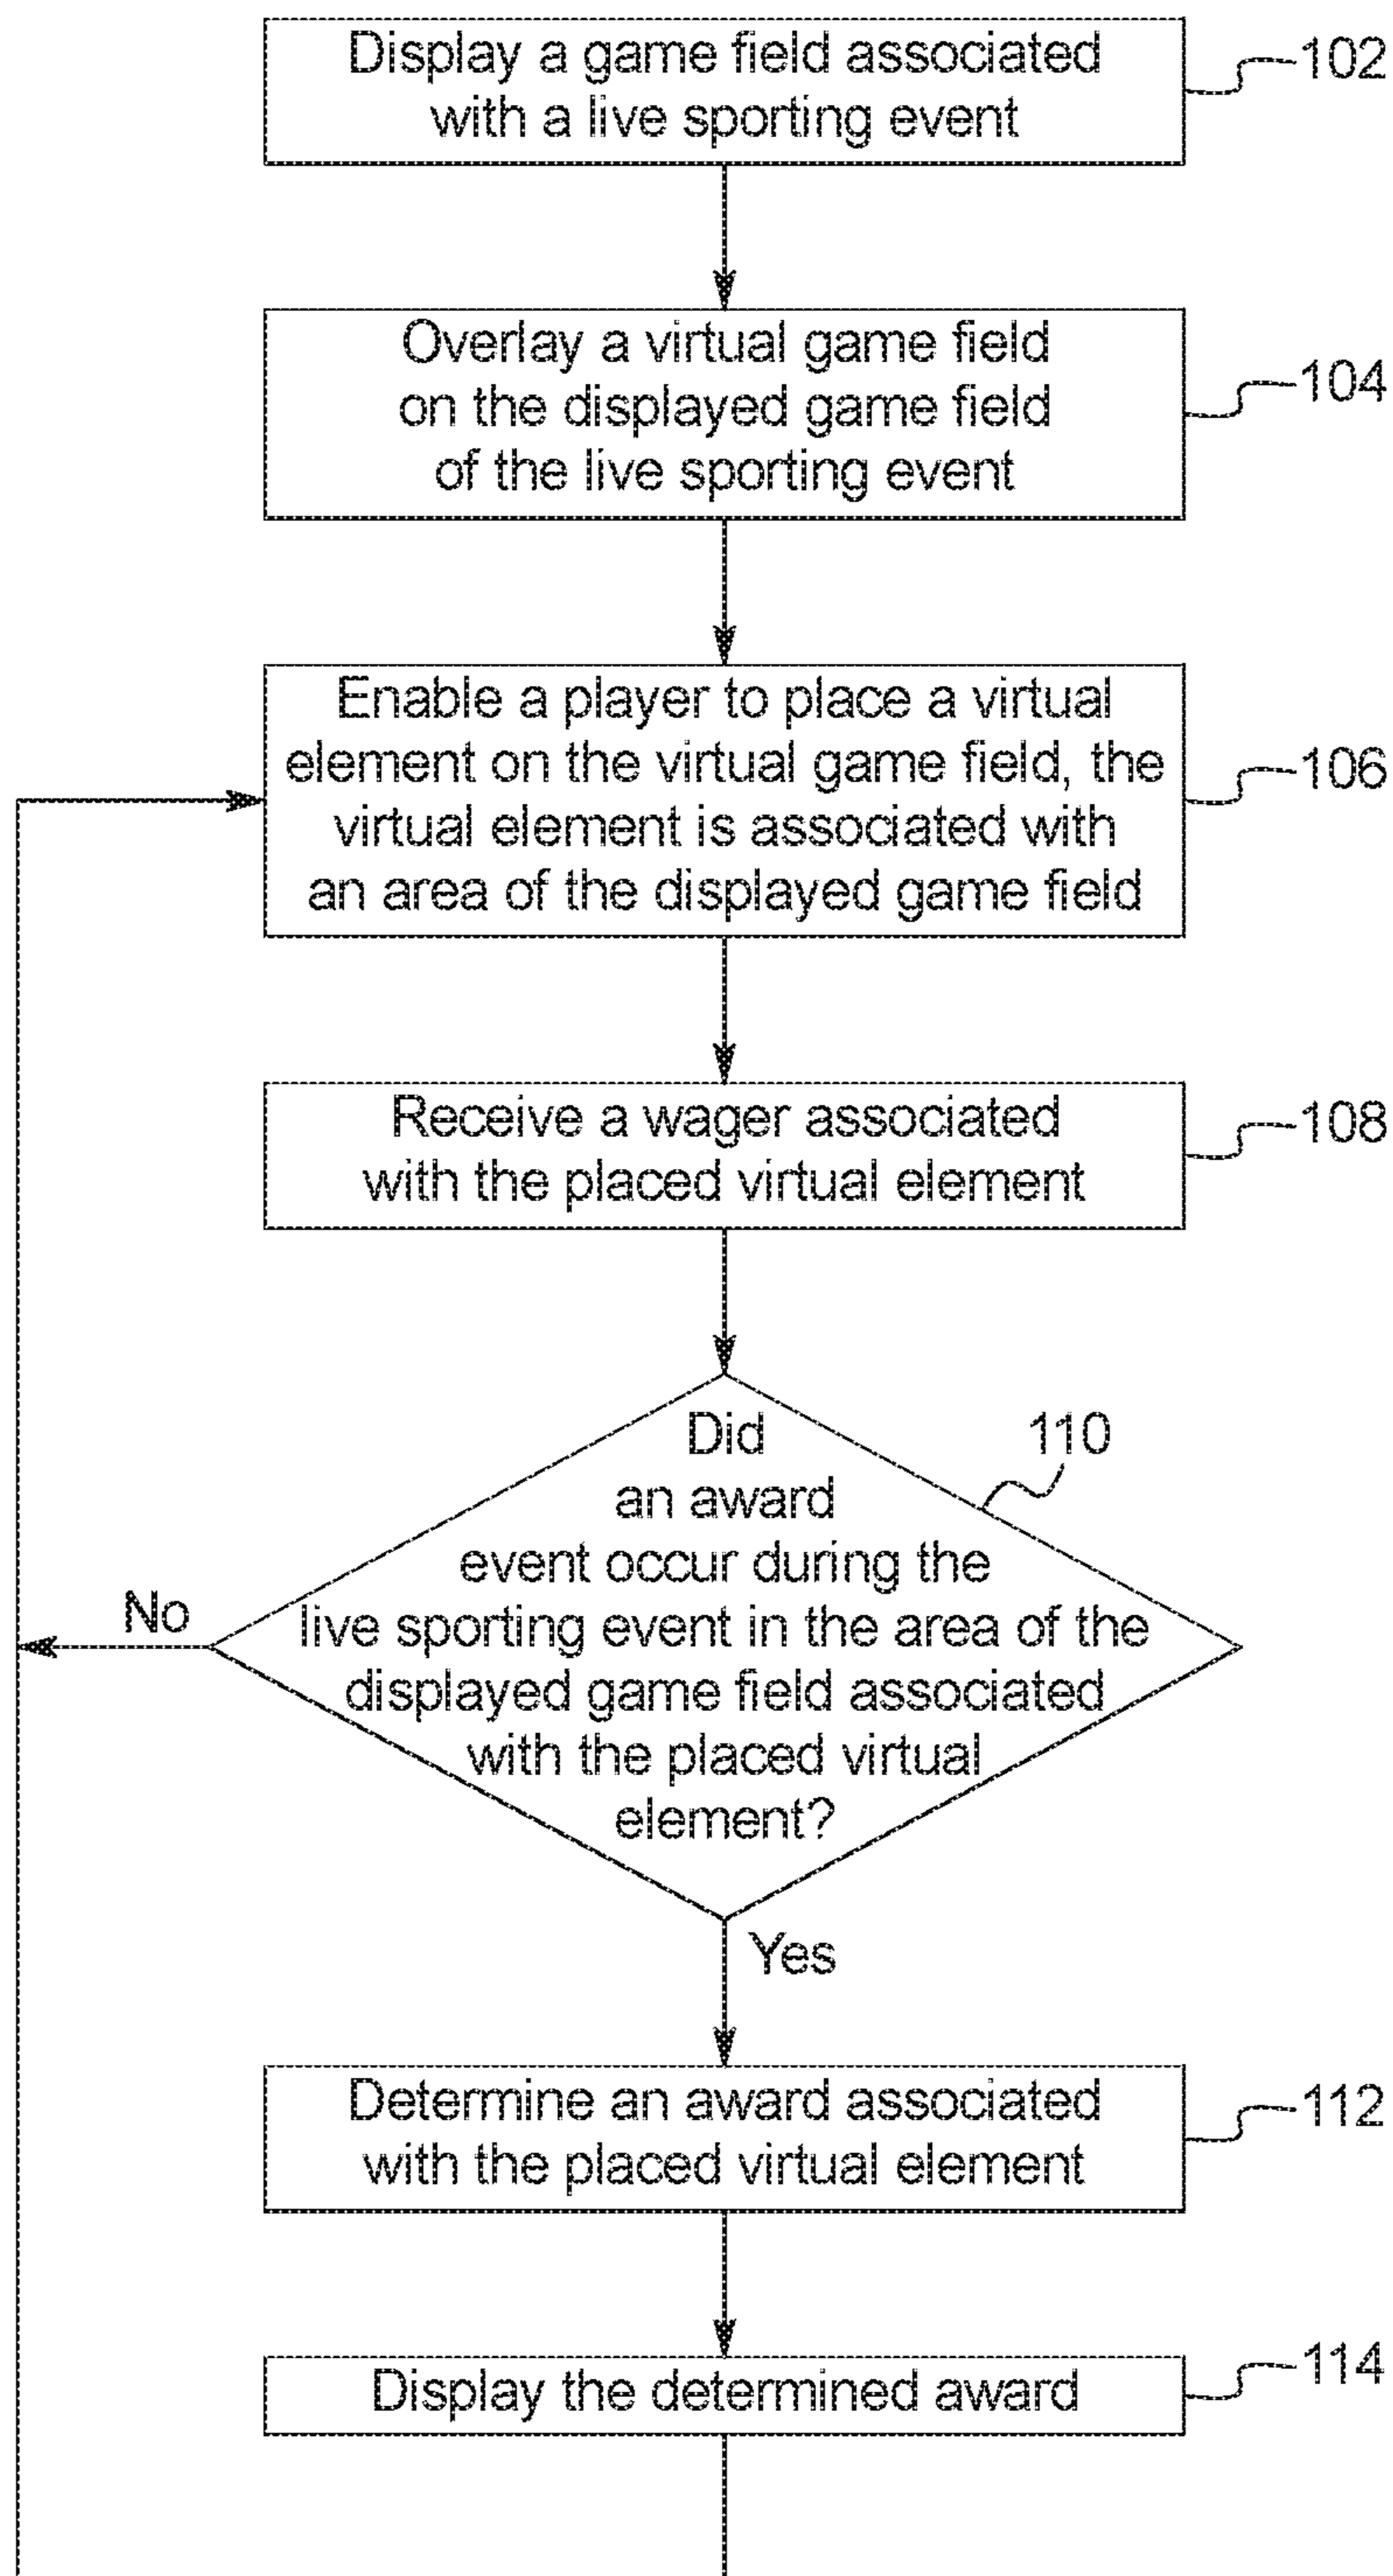 Display a game field associated
with a live sporting event
102
Overlay a virtual game field
on the displayed game field
of the live sporting event
104
Enable a player to place a virtual
element on the virtual game field, the
virtual element is associated with
an area of the displayed game field
106
Receive a wager associated
with the placed virtual element
108
Did
an award
event occur during the
live sporting event in the area of the
displayed game field associated
with the placed virtual
element?
110
No
Yes
Determine an award associated
with the placed virtual element
112
Display the determined award
114